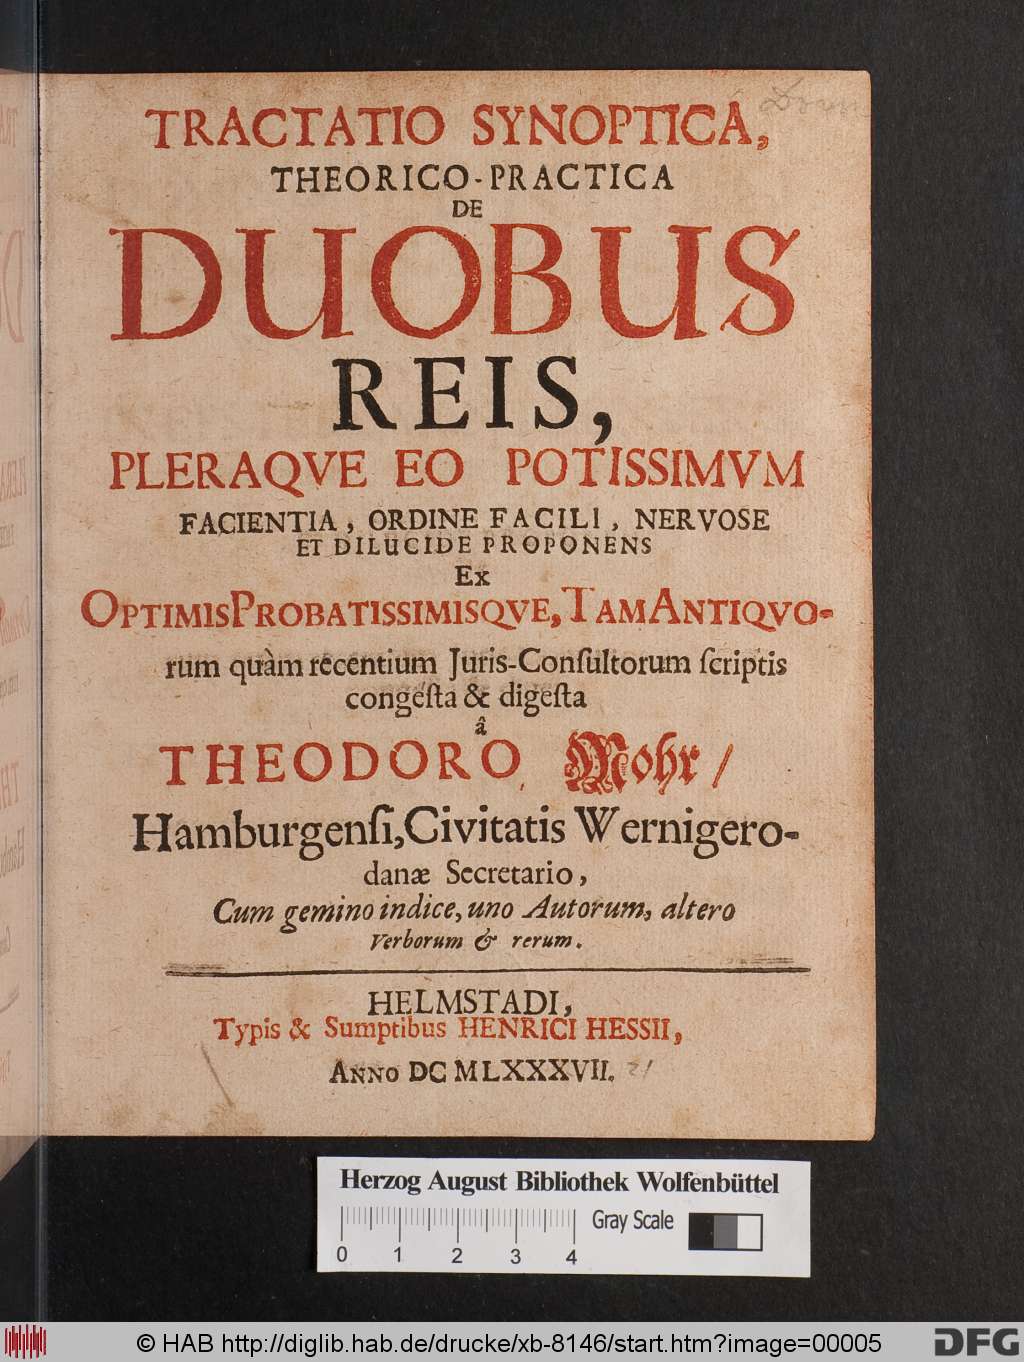 TRACTATIO SYNOPTICA,
THEORICO-PRACTICA
DE
DUOBUS
REIS,
PLERAQVE EO POTISSIMVM
FACIENTIA, ORDINE FACILI, NERVOSE
ET DILUCIDE PROPONENS
EX
OPTIMIS PROBATISSIMISQVE, TAM ANTIQVO-
rum quàm recentium Juris-Conſultorum ſcriptis
congeſta & digeſta
â
THEODORO Mohr/
Hamburgenſi, Civitatis Wernigero-
danæ Secretario,
Cum gemino indice, uno Autorum, altero
Verborum & rerum.
HELMSTADI,
Typis & Sumptibus HENRICI HESSII,
ANNO DC MLXXXVII.
Herzog August Bibliothek Wolfenbüttel
Gray Scale
0 1 2 3 4
© HAB http://diglib.hab.de/drucke/xb-8146/start.htm?image=00005
DFG